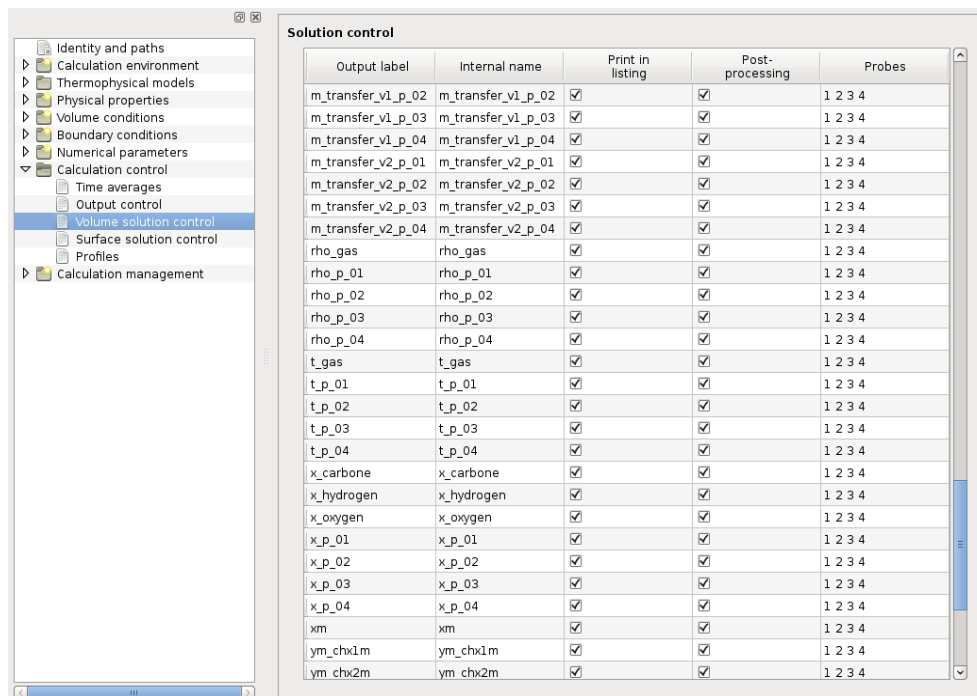 Identity and paths
Calculation environment
Thermophysical models
Physical properties
Volume conditions
Boundary conditions
Numerical parameters
Calculation control
Time averages
Output control
Volume solution control
Surface solution control
Profiles
Calculation management
Solution control
Output label Internal name Print in listing Post-processing Probes
m_transfer_v1_p_02 m_transfer_v1_p_02 1 2 3 4
m_transfer_v1_p_03 m_transfer_v1_p_03 1 2 3 4
m_transfer_v1_p_04 m_transfer_v1_p_04 1 2 3 4
m_transfer_v2_p_01 m_transfer_v2_p_01 1 2 3 4
m_transfer_v2_p_02 m_transfer_v2_p_02 1 2 3 4
m_transfer_v2_p_03 m_transfer_v2_p_03 1 2 3 4
m_transfer_v2_p_04 m_transfer_v2_p_04 1 2 3 4
rho_gas rho_gas 1 2 3 4
rho_p_01 rho_p_01 1 2 3 4
rho_p_02 rho_p_02 1 2 3 4
rho_p_03 rho_p_03 1 2 3 4
rho_p_04 rho_p_04 1 2 3 4
t_gas t_gas 1 2 3 4
t_p_01 t_p_01 1 2 3 4
t_p_02 t_p_02 1 2 3 4
t_p_03 t_p_03 1 2 3 4
t_p_04 t_p_04 1 2 3 4
x_carbone x_carbone 1 2 3 4
x_hydrogen x_hydrogen 1 2 3 4
x_oxygen x_oxygen 1 2 3 4
x_p_01 x_p_01 1 2 3 4
x_p_02 x_p_02 1 2 3 4
x_p_03 x_p_03 1 2 3 4
x_p_04 x_p_04 1 2 3 4
xm xm 1 2 3 4
ym_chx1m ym_chx1m 1 2 3 4
ym_chx2m ym_chx2m 1 2 3 4